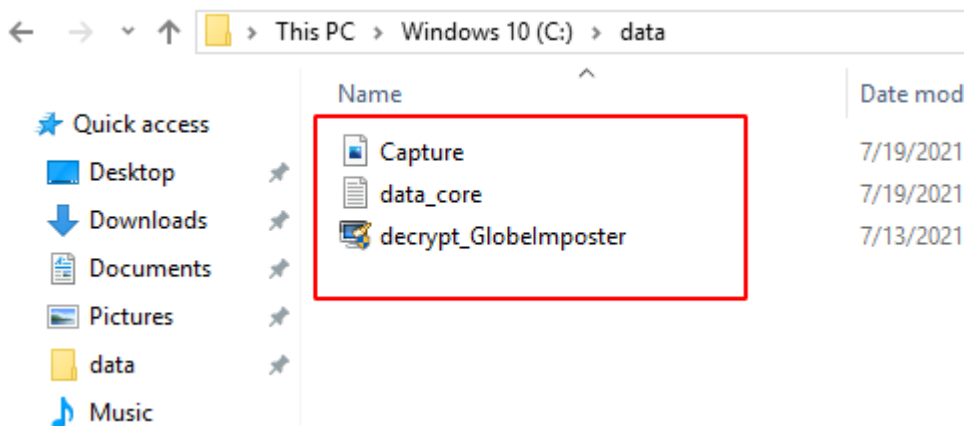 This PC > Windows 10 (C:) > data
Name Date mod
Quick access
Desktop
Downloads
Documents
Pictures
data
Music
Capture 7/19/2021
data_core 7/19/2021
decrypt_GlobeImposter 7/13/2021